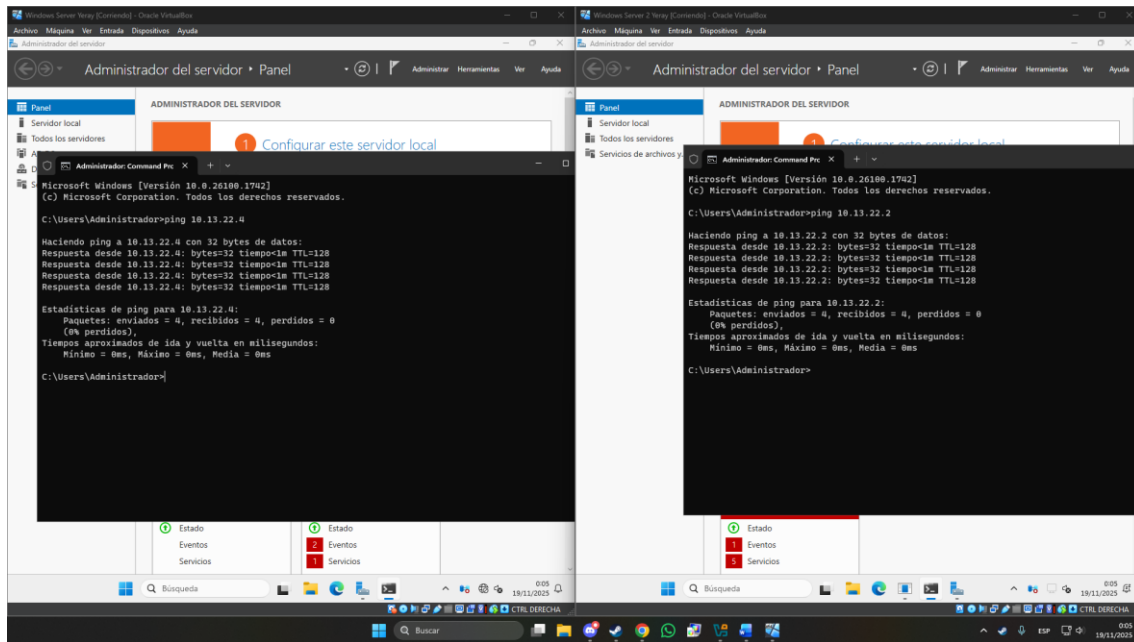 Windows Server Yeray [Corriendo] - Oracle VirtualBox
Archivo Máquina Ver Entrada Dispositivos Ayuda
Administrador del servidor
Administrador del servidor • Panel
Administrar Herramientas Ver Ayuda
Panel
Servidor local
Todos los servidores
ADMINISTRADOR DEL SERVIDOR
1 Configurar este servidor local
Administrador: Command Prc
Microsoft Windows [Versión 10.0.26100.1742]
(c) Microsoft Corporation. Todos los derechos reservados.
C:\Users\Administrador>ping 10.13.22.4
Haciendo ping a 10.13.22.4 con 32 bytes de datos:
Respuesta desde 10.13.22.4: bytes=32 tiempo<1m TTL=128
Respuesta desde 10.13.22.4: bytes=32 tiempo<1m TTL=128
Respuesta desde 10.13.22.4: bytes=32 tiempo<1m TTL=128
Respuesta desde 10.13.22.4: bytes=32 tiempo<1m TTL=128
Estadísticas de ping para 10.13.22.4:
Paquetes: enviados = 4, recibidos = 4, perdidos = 0
(0% perdidos),
Tiempos aproximados de ida y vuelta en milisegundos:
Mínimo = 0ms, Máximo = 0ms, Media = 0ms
C:\Users\Administrador>
Estado
Eventos
Servicios
Estado
2 Eventos
1 Servicios
Búsqueda
0:05
19/11/2025
CTRL DERECHA
Windows Server 2 Yeray [Corriendo] - Oracle VirtualBox
Archivo Máquina Ver Entrada Dispositivos Ayuda
Administrador del servidor
Administrador del servidor • Panel
Administrar Herramientas Ver Ayuda
Panel
Servidor local
Todos los servidores
Servicios de archivos y
ADMINISTRADOR DEL SERVIDOR
1 Configurar este servidor local
Administrador: Command Prc
Microsoft Windows [Versión 10.0.26100.1742]
(c) Microsoft Corporation. Todos los derechos reservados.
C:\Users\Administrador>ping 10.13.22.2
Haciendo ping a 10.13.22.2 con 32 bytes de datos:
Respuesta desde 10.13.22.2: bytes=32 tiempo<1m TTL=128
Respuesta desde 10.13.22.2: bytes=32 tiempo<1m TTL=128
Respuesta desde 10.13.22.2: bytes=32 tiempo<1m TTL=128
Respuesta desde 10.13.22.2: bytes=32 tiempo<1m TTL=128
Estadísticas de ping para 10.13.22.2:
Paquetes: enviados = 4, recibidos = 4, perdidos = 0
(0% perdidos),
Tiempos aproximados de ida y vuelta en milisegundos:
Mínimo = 0ms, Máximo = 0ms, Media = 0ms
C:\Users\Administrador>
Estado
1 Eventos
5 Servicios
Búsqueda
0:05
19/11/2025
CTRL DERECHA
Buscar
ESP
0:05